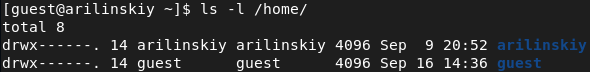 [guest@arilinskiy ~]$ ls -l /home/
total 8
drwx------. 14 arilinskiy arilinskiy 4096 Sep  9 20:52 arilinskiy
drwx------. 14 guest      guest      4096 Sep 16 14:36 guest